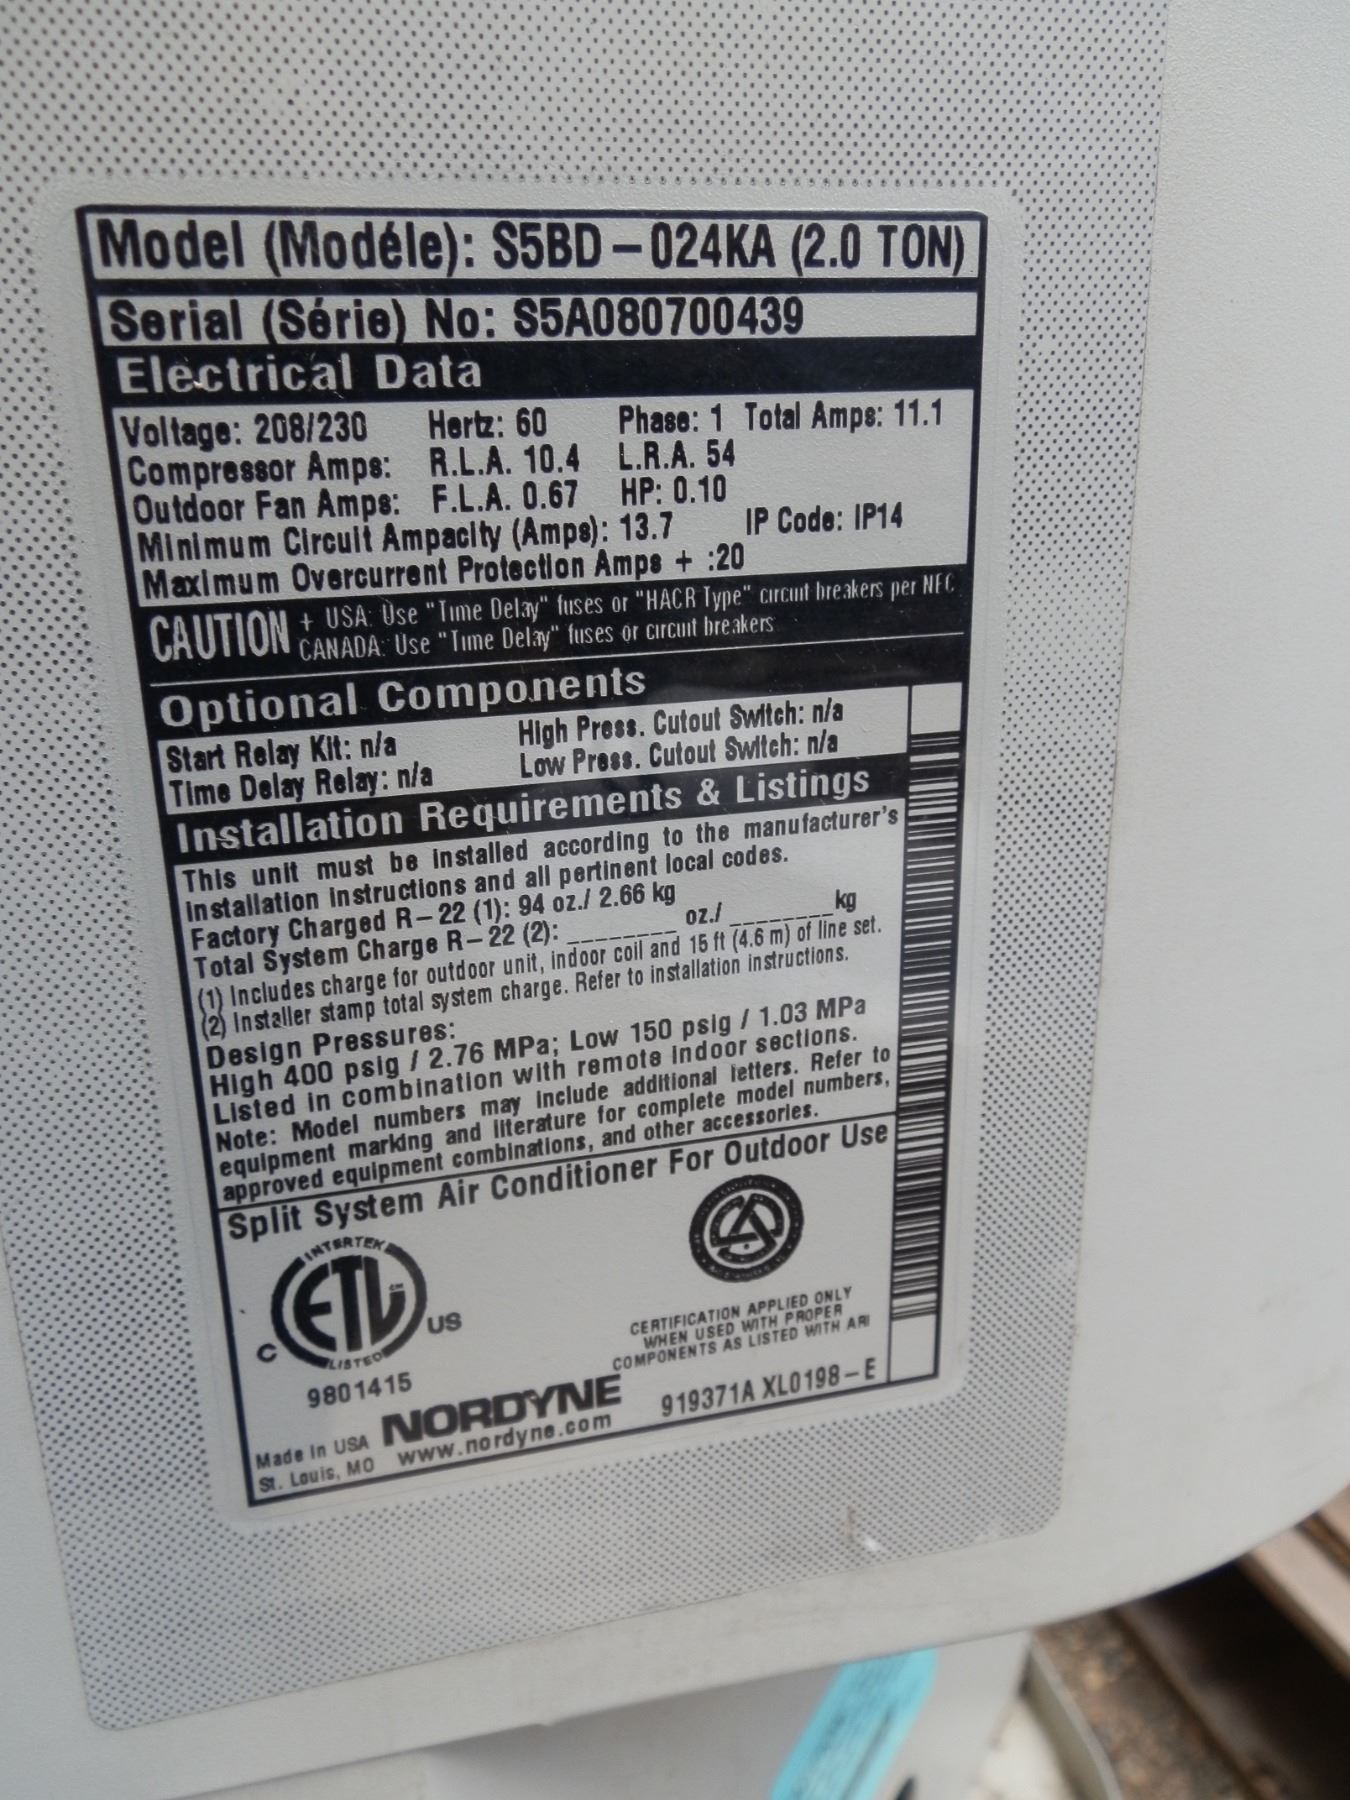 Model (Modéle): S5BD-024KA (2.0 TON)
Serial (Série) No: S5A080700439
Electrical Data
Voltage: 208/230 Hertz: 60 Phase: 1 Total Amps: 11.1
Compressor Amps: R.L.A. 10.4 L.R.A. 54
Outdoor Fan Amps: F.L.A. 0.67 HP: 0.10
Minimum Circuit Ampacity (Amps): 13.7 IP Code: IP14
Maximum Overcurrent Protection Amps + :20
CAUTION + USA: Use "Time Delay" fuses or "HACR Type" circuit breakers per NEC
CANADA: Use "Time Delay" fuses or circuit breakers
Optional Components
Start Relay Kit: n/a High Press. Cutout Switch: n/a
Time Delay Relay: n/a Low Press. Cutout Switch: n/a
Installation Requirements & Listings
This unit must be installed according to the manufacturer's
installation instructions and all pertinent local codes.
Factory Charged R-22 (1): 94 oz./ 2.66 kg
Total System Charge R-22 (2): ________ oz./ ________kg
(1) Includes charge for outdoor unit, indoor coil and 15 ft (4.6 m) of line set.
(2) Installer stamp total system charge. Refer to installation instructions.
Design Pressures:
High 400 psig / 2.76 MPa; Low 150 psig / 1.03 MPa
Listed in combination with remote indoor sections.
Note: Model numbers may include additional letters. Refer to
equipment marking and literature for complete model numbers,
approved equipment combinations, and other accessories.
Split System Air Conditioner For Outdoor Use
INTERTEK
ETL CM
C US
LISTED
9801415
CERTIFICATION APPLIED ONLY
WHEN USED WITH PROPER
COMPONENTS AS LISTED WITH ARI
Made in USA NORDYNE 919371A XL0198-E
St. Louis, MO www.nordyne.com